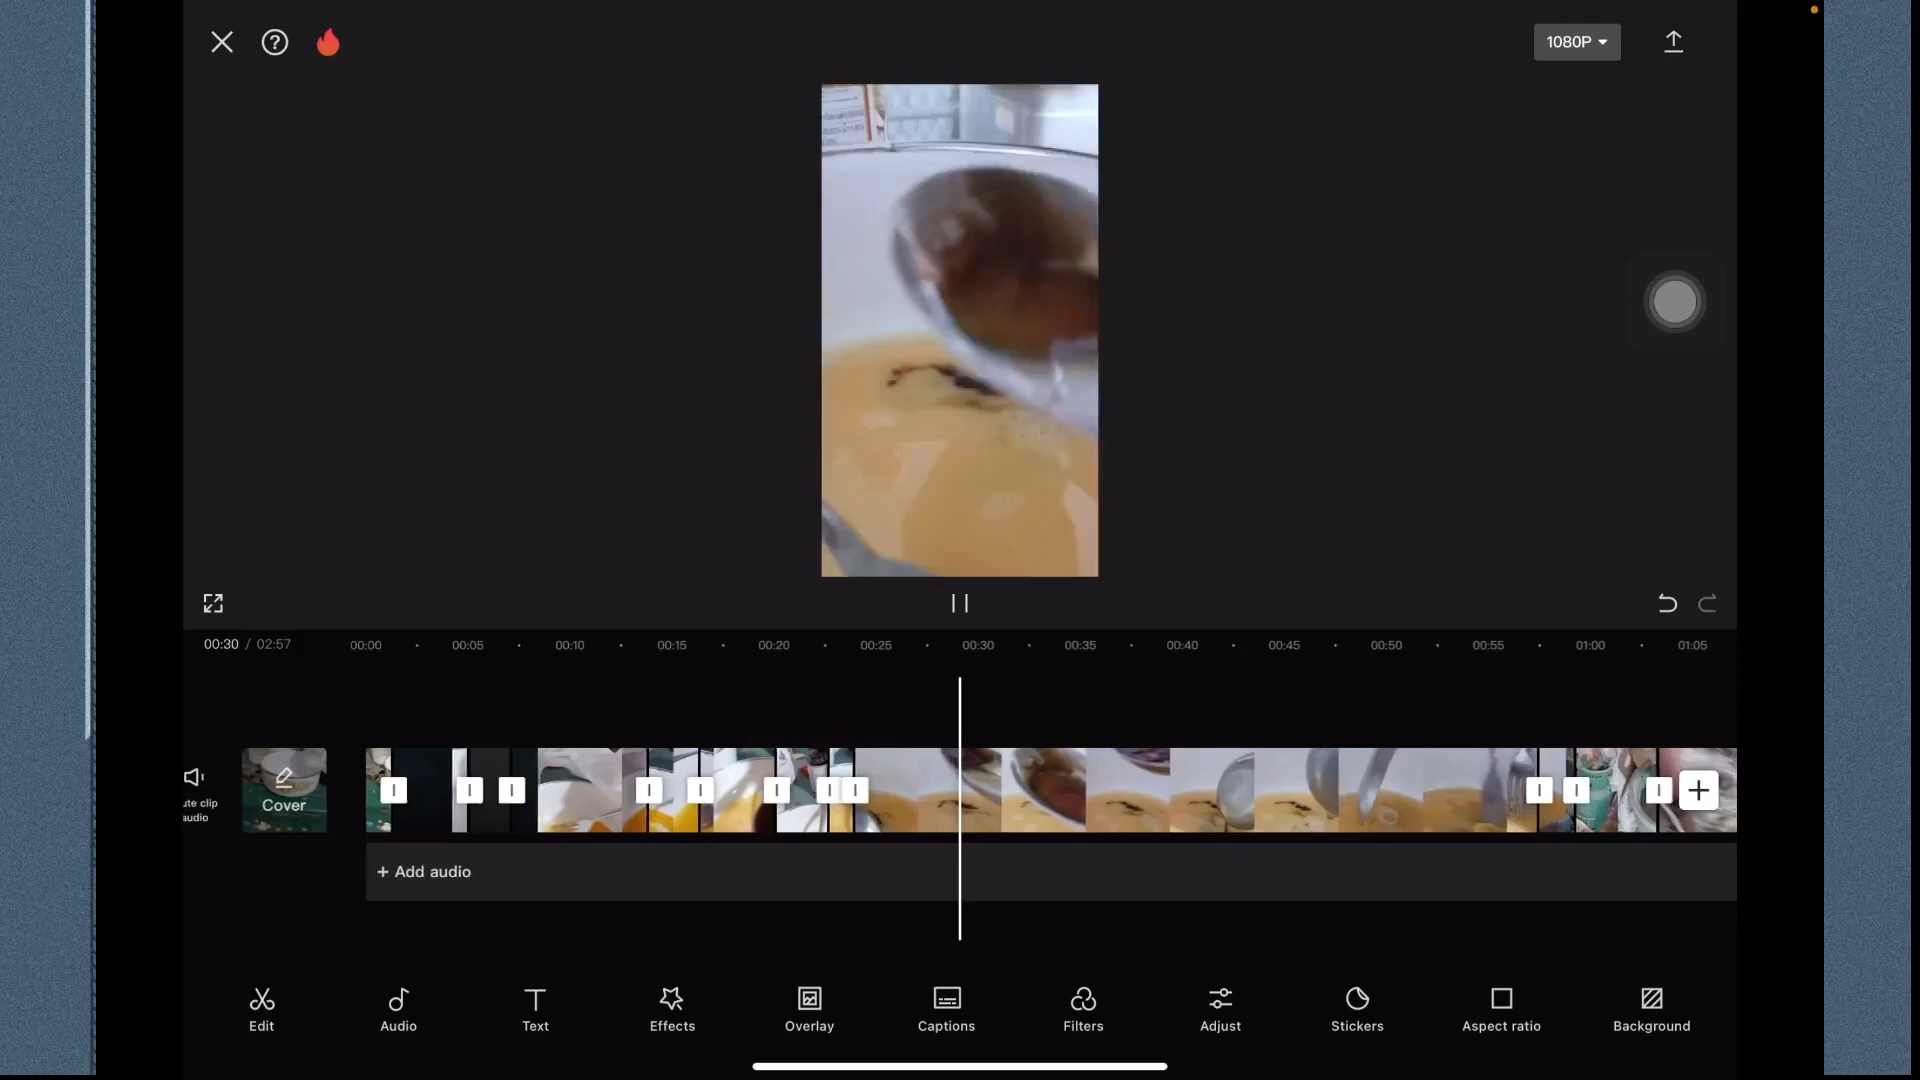 1080P
00:30 / 02:57
00:00 00:05 00:10 00:15 00:20 00:25 00:30 00:35 00:40 00:45 00:50 00:55 01:00 01:05
ute clip
audio
Cover
+ Add audio
Edit Audio Text Effects Overlay Captions Filters Adjust Stickers Aspect ratio Background